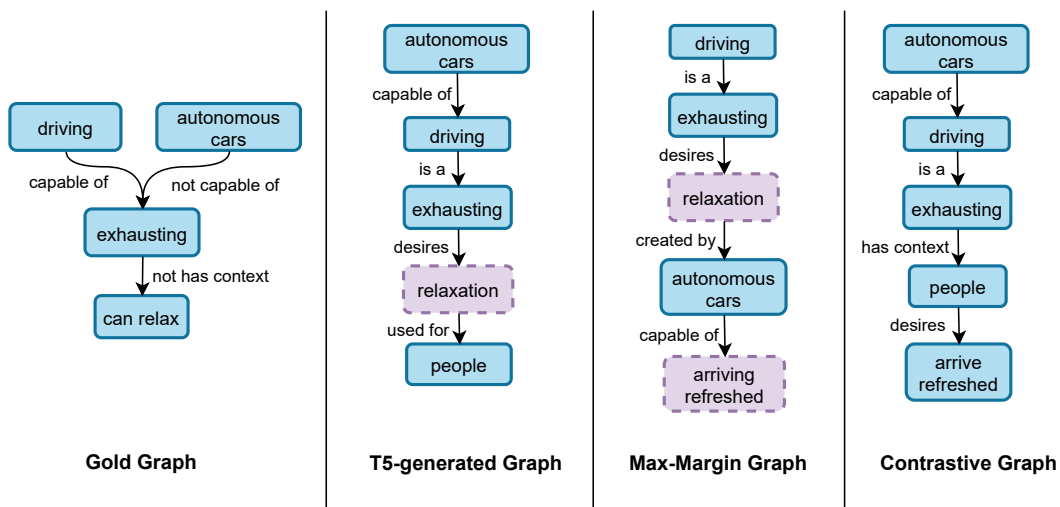 driving
autonomous
cars
capable of
not capable of
exhausting
not has context
can relax
Gold Graph
autonomous
cars
capable of
driving
is a
exhausting
desires
relaxation
used for
people
T5-generated Graph
driving
is a
exhausting
desires
relaxation
created by
autonomous
cars
capable of
arriving
refreshed
Max-Margin Graph
autonomous
cars
capable of
driving
is a
exhausting
has context
people
desires
arrive
refreshed
Contrastive Graph